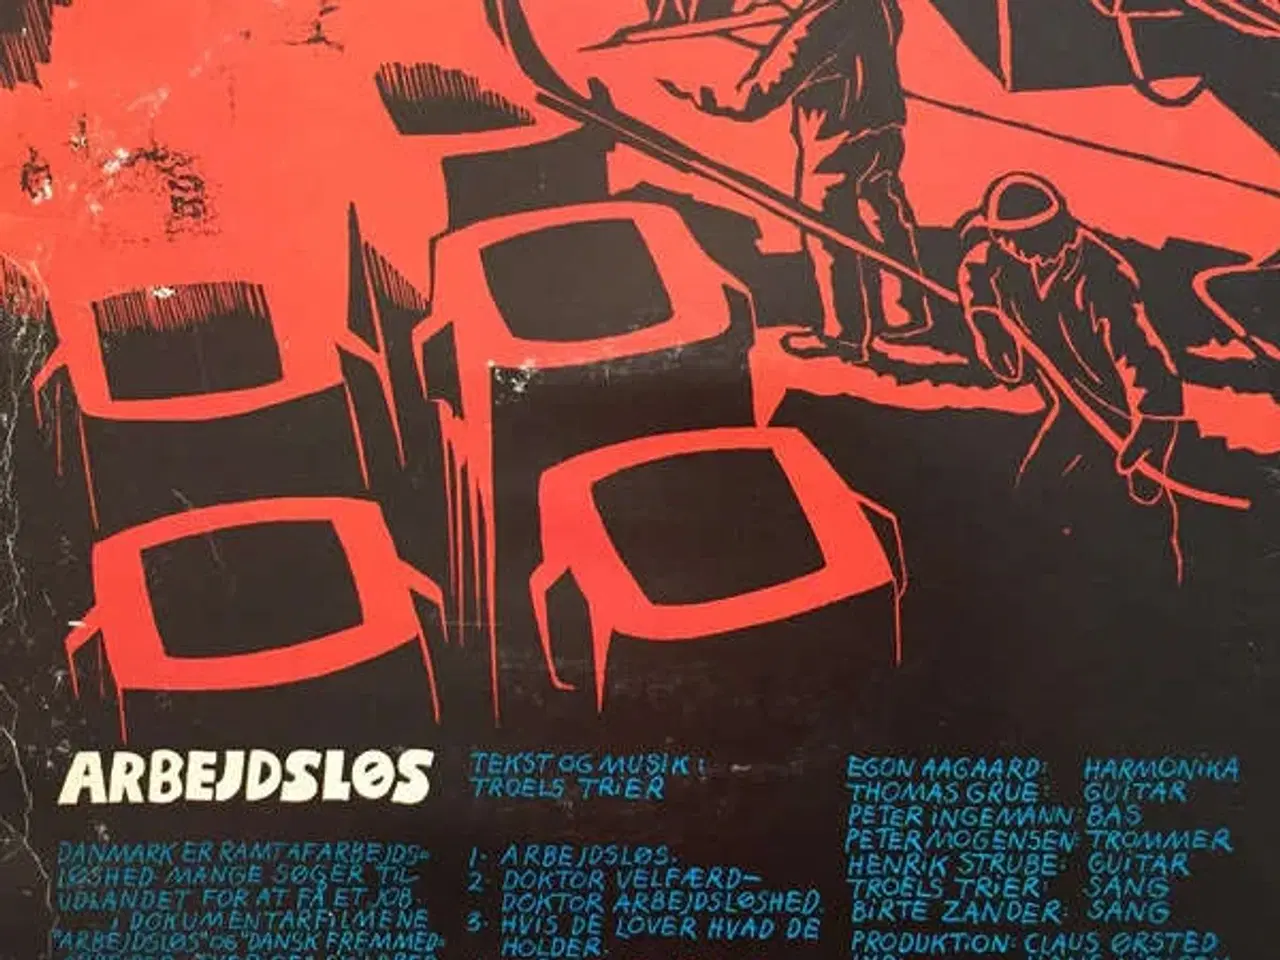 ARBEJDSLØS
DANMARK ER RAMT AF ARBEJDS=
LØSHED MANGE SØGER TIL
UDLANDET FOR AT FÅ ET JOB.
I DOKUMENTARFILMENE
"ARBEJDSLØS" OG "DANSK FREMMED=
TEKST OG MUSIK:
TROELS TRIER
1. ARBEJDSLØS.
2. DOKTOR VELFÆRD—
DOKTOR ARBEJDSLØSHED.
3. HVIS DE LOVER HVAD DE
HOLDER.
EGON AAGAARD: HARMONIKA
THOMAS GRUE: GUITAR
PETER INGEMANN: BAS
PETER MOGENSEN: TROMMER
HENRIK STRUBE: GUITAR
TROELS TRIER: SANG
BIRTE ZANDER: SANG
PRODUKTION: CLAUS ØRSTED